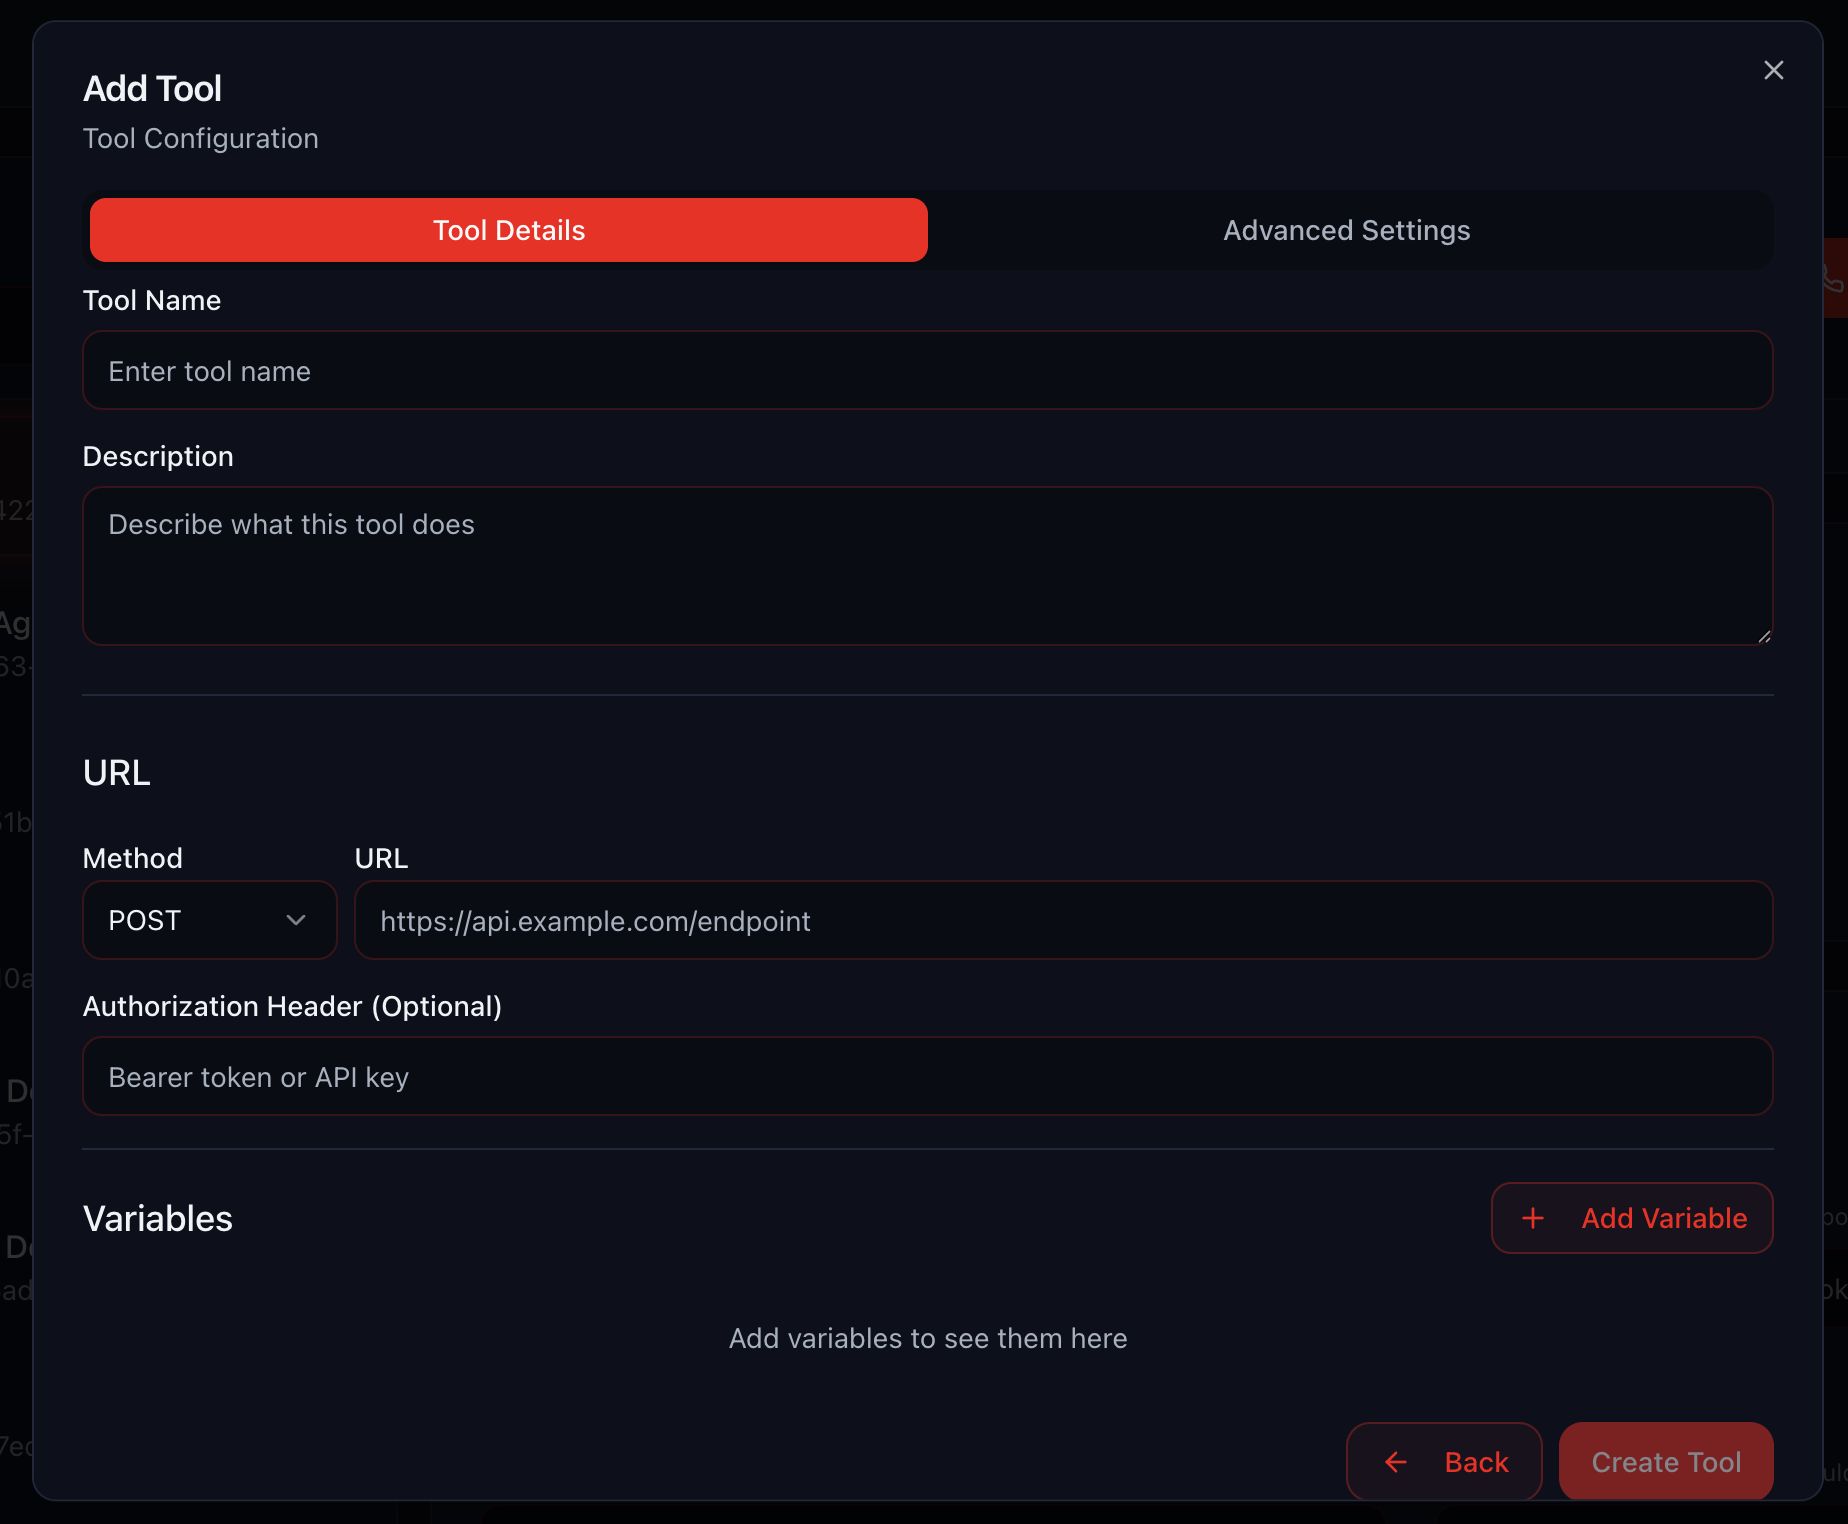 Add Tool
Tool Configuration
Tool Details
Advanced Settings
Tool Name
Enter tool name
Description
Describe what this tool does
URL
Method
URL
POST
https://api.example.com/endpoint
Authorization Header (Optional)
Bearer token or API key
Variables
+ Add Variable
Add variables to see them here
← Back
Create Tool